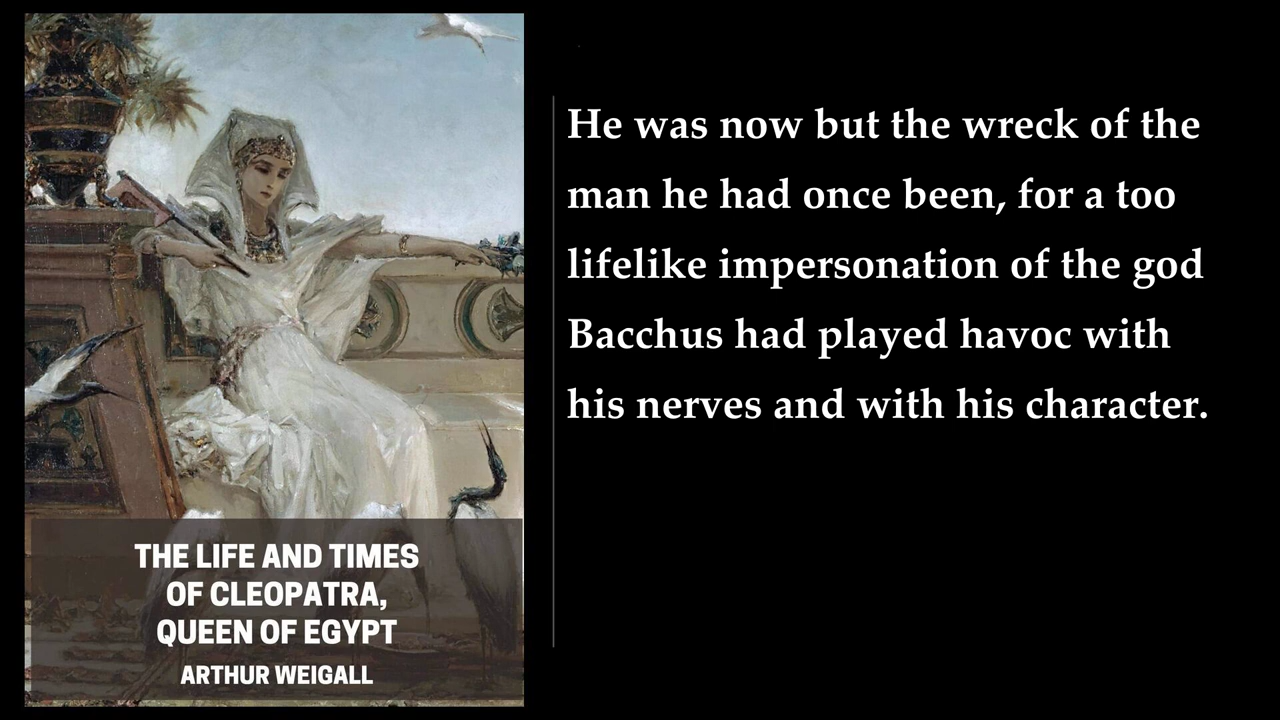 He was now but the wreck of the
man he had once been, for a too
lifelike impersonation of the god
Bacchus had played havoc with
his nerves and with his character.
THE LIFE AND TIMES
OF CLEOPATRA,
QUEEN OF EGYPT
ARTHUR WEIGALL